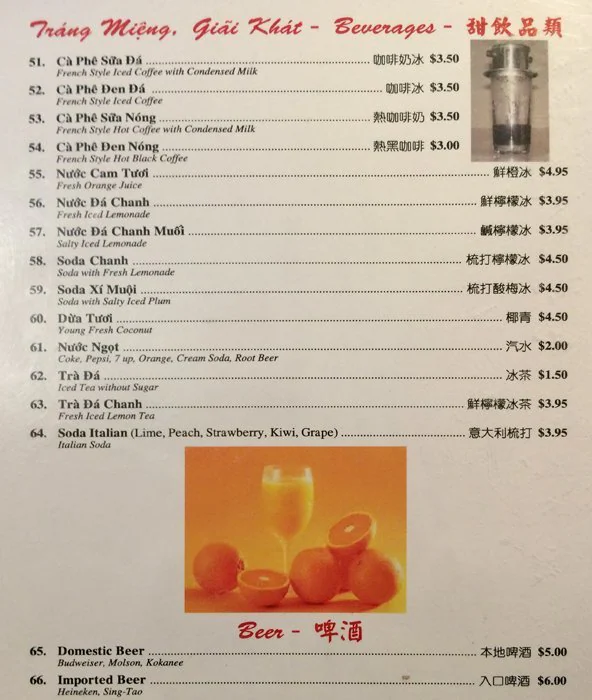 Tráng Miệng, Giải Khát - Beverages - 甜飲品類
51. Cà Phê Sữa Đá 咖啡奶冰 $3.50
French Style Iced Coffee with Condensed Milk
52. Cà Phê Đen Đá 咖啡冰 $3.50
French Style Iced Coffee
53. Cà Phê Sữa Nóng 熱咖啡奶 $3.50
French Style Hot Coffee with Condensed Milk
54. Cà Phê Đen Nóng 熱黑咖啡 $3.00
French Style Hot Black Coffee
55. Nước Cam Tươi 鮮橙冰 $4.95
Fresh Orange Juice
56. Nước Đá Chanh 鮮檸檬冰 $3.95
Fresh Iced Lemonade
57. Nước Đá Chanh Muối 鹹檸檬冰 $3.95
Salty Iced Lemonade
58. Soda Chanh 梳打檸檬冰 $4.50
Soda with Fresh Lemonade
59. Soda Xí Muội 梳打酸梅冰 $4.50
Soda with Salty Iced Plum
60. Dừa Tươi 椰青 $4.50
Young Fresh Coconut
61. Nước Ngọt 汽水 $2.00
Coke, Pepsi, 7 up, Orange, Cream Soda, Root Beer
62. Trà Đá 冰茶 $1.50
Iced Tea without Sugar
63. Trà Đá Chanh 鮮檸檬冰茶 $3.95
Fresh Iced Lemon Tea
64. Soda Italian (Lime, Peach, Strawberry, Kiwi, Grape) 意大利梳打 $3.95
Italian Soda
Beer - 啤酒
65. Domestic Beer 本地啤酒 $5.00
Budweiser, Molson, Kokanee
66. Imported Beer 入口啤酒 $6.00
Heineken, Sing-Tao